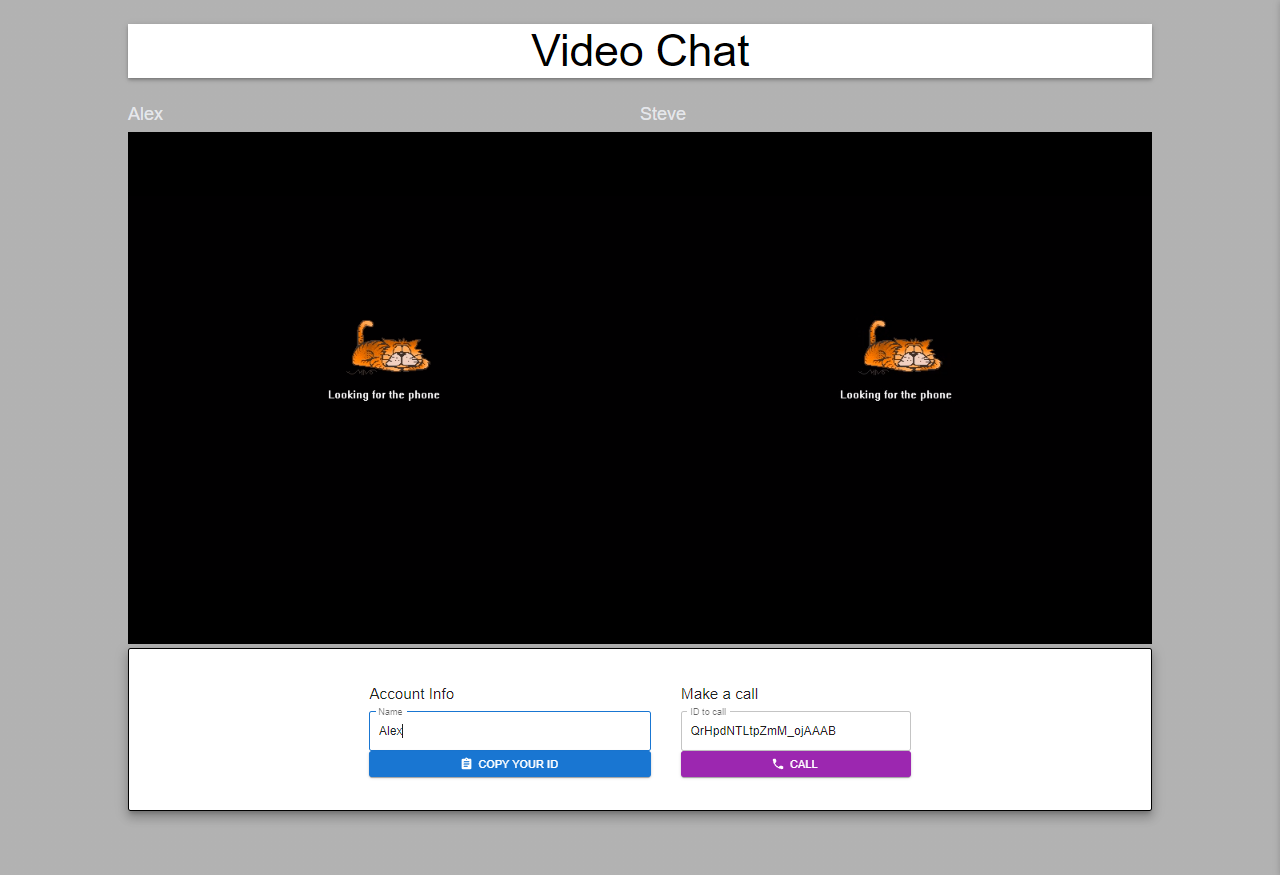 Video Chat
Alex
Steve
Looking for the phone
Looking for the phone
Account Info
Name
Alex
COPY YOUR ID
Make a call
ID to call
QrHpdNTLtpZmM_ojAAAB
CALL